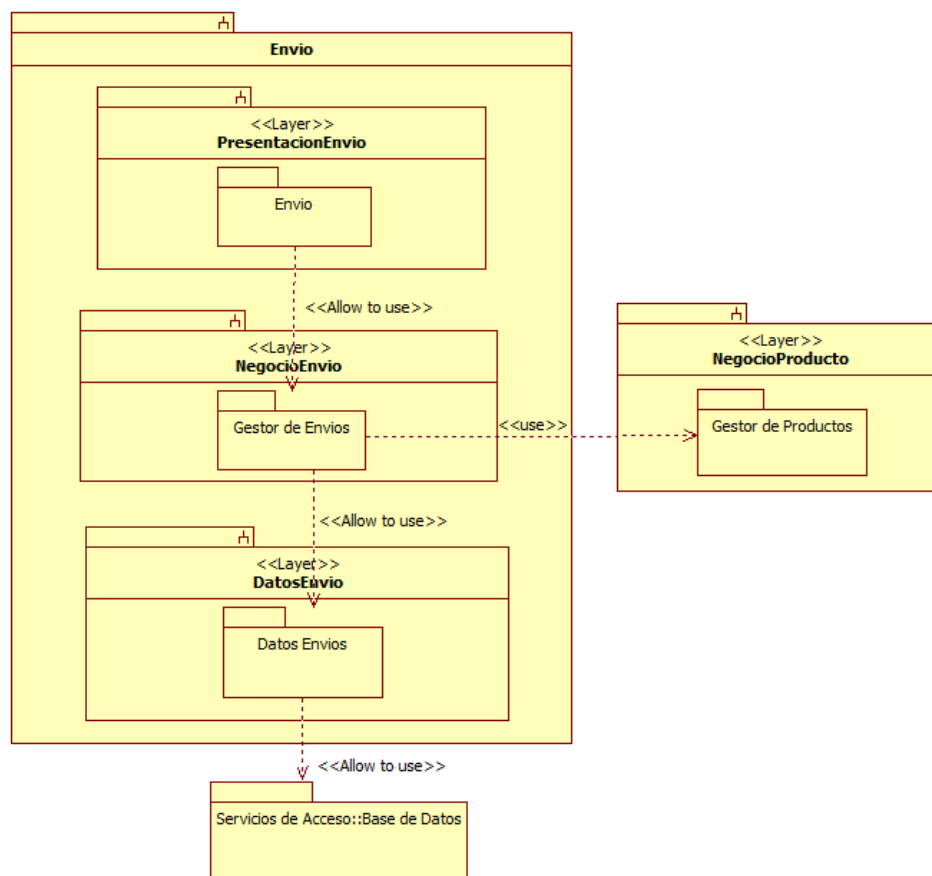 Envio
<<Layer>>
PresentacionEnvio
Envio
<<Allow to use>>
<<Layer>>
NegocioEnvio
Gestor de Envios
<<use>>
<<Layer>>
NegocioProducto
Gestor de Productos
<<Allow to use>>
<<Layer>>
DatosEnvio
Datos Envios
<<Allow to use>>
Servicios de Acceso::Base de Datos